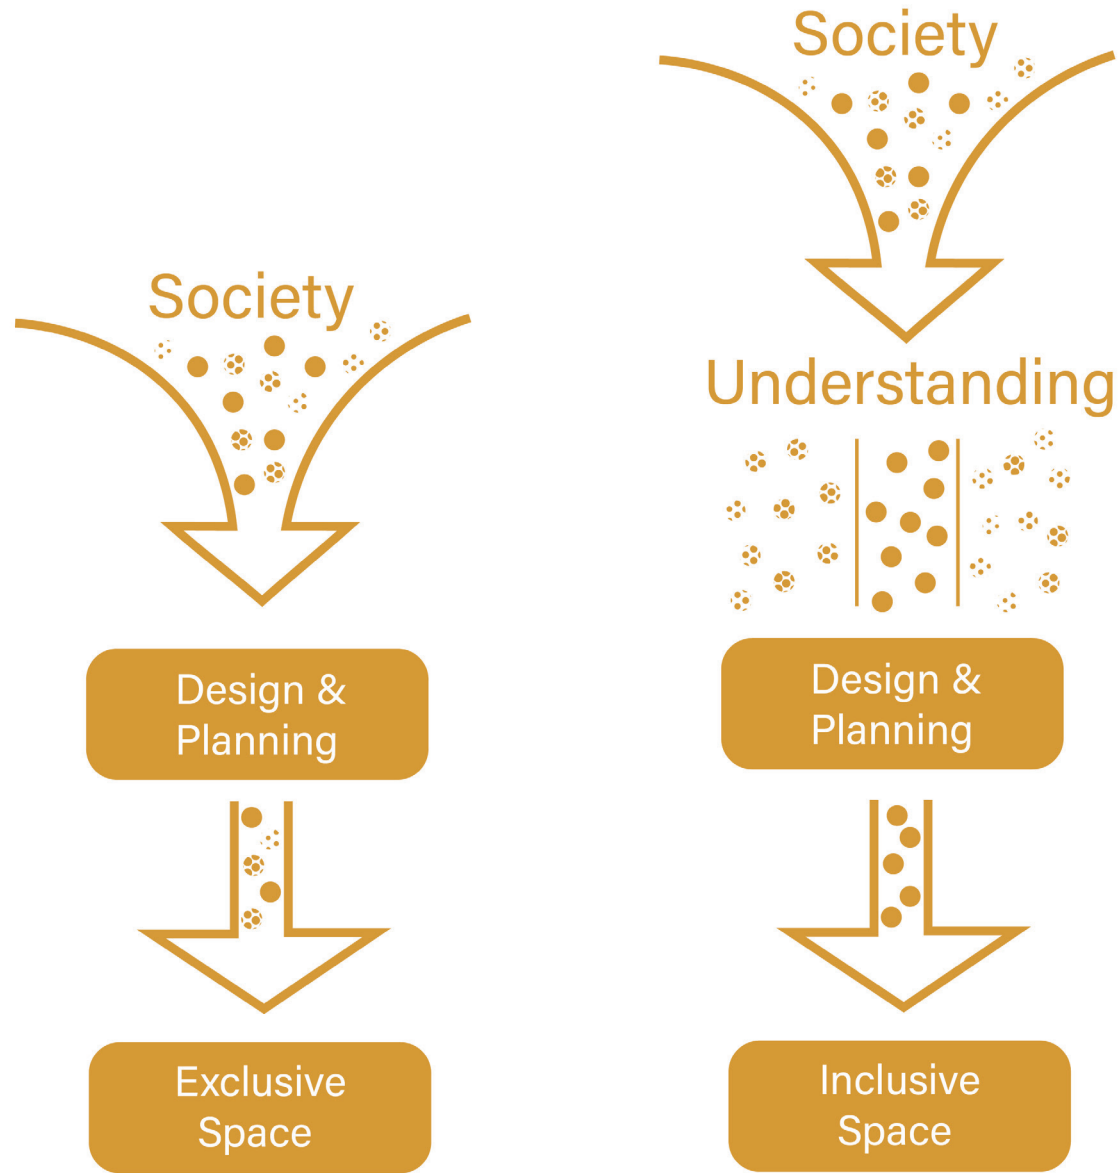 Society
Design &
Planning
Exclusive
Space
Society
Understanding
Design &
Planning
Inclusive
Space